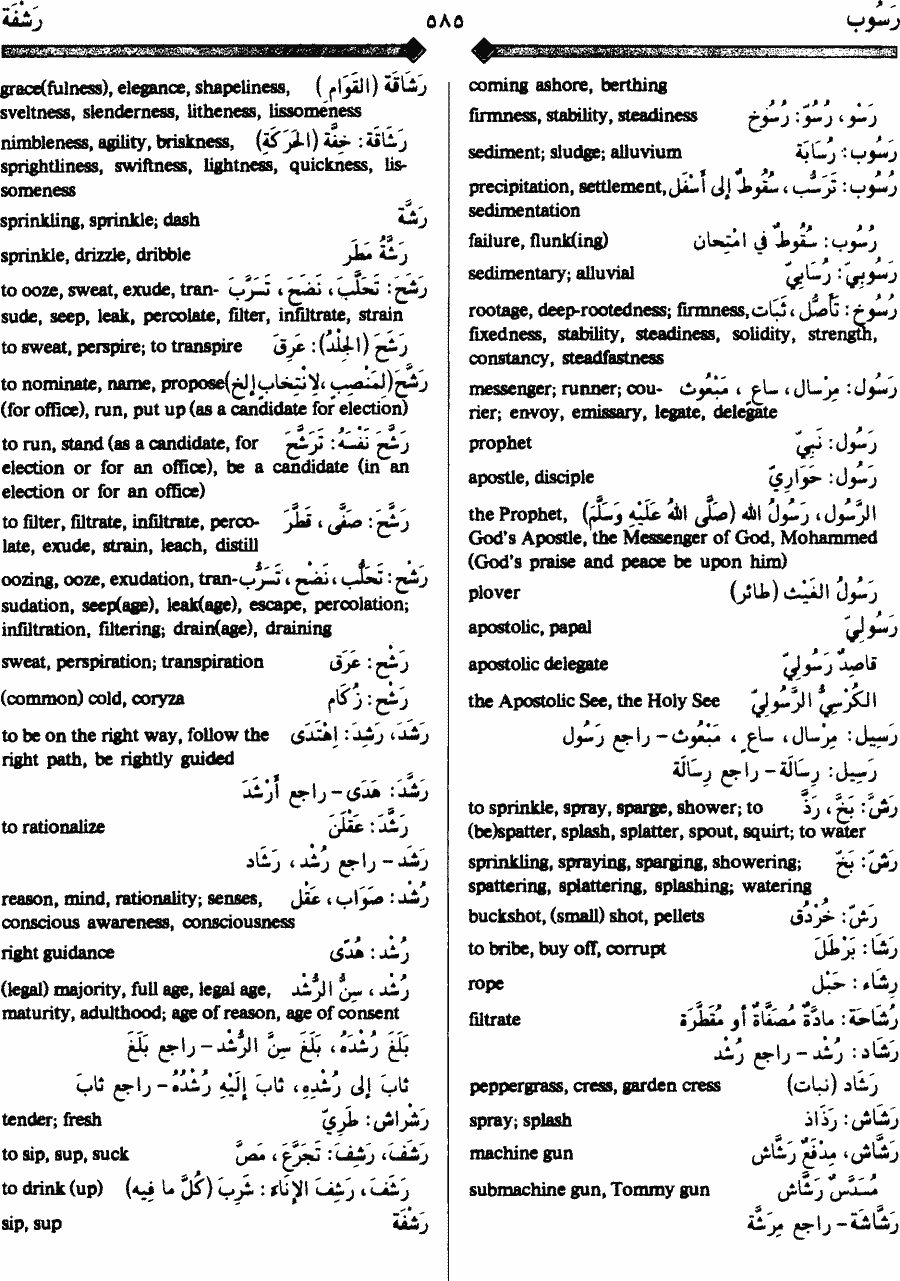 رَسُوب ٥٨٥ رَشْفَة
coming ashore, berthing
رَسْو ، رُسُوّ: رُسُوخ firmness, stability, steadiness
رُسُوب: رُسَابَة sediment; sludge; alluvium
رُسُوب: تَرَسُّب، سُقُوطٌ إلى أسْفَل precipitation, settlement,
sedimentation
رُسُوب: سُقُوطٌ في امْتِحان failure, flunk(ing)
رُسُوبِيّ: رُسَابِيّ sedimentary; alluvial
رُسُوخ: تَأَصُّل، ثَبَات rootage, deep-rootedness; firmness,
fixedness, stability, steadiness, solidity, strength,
constancy, steadfastness
رَسُول: مِرْسال، ساعٍ، مَبْعُوث messenger; runner; cou-
rier; envoy, emissary, legate, delegate
رَسُول: نَبِيّ prophet
رَسُول: حَوَارِيّ apostle, disciple
الرَّسُول، رَسُولُ الله (صَلَّى اللهُ عَلَيْهِ وَسَلَّمَ) the Prophet,
God's Apostle, the Messenger of God, Mohammed
(God's praise and peace be upon him)
رَسُولُ الغَيْث (طائر) plover
رَسُولِيّ apostolic, papal
قاصِدٌ رَسُولِيّ apostolic delegate
الكُرْسِيُّ الرَّسُولِيّ the Apostolic See, the Holy See
رَسِيل: مِرْسال، ساعٍ، مَبْعُوث - راجع رَسُول
رَسِيل: رِسَالَة - راجع رِسَالَة
رَشَّ: بَخَّ، رَذَّ to sprinkle, spray, sparge, shower; to
(be)spatter, splash, splatter, spout, squirt; to water
رَشّ: بَخّ sprinkling, spraying, sparging, showering;
spattering, splattering, splashing; watering
رَشّ: خُرْدُق buckshot, (small) shot, pellets
رَشَا: بَرْطَلَ to bribe, buy off, corrupt
رِشَاء: حَبْل rope
رُشَاحَة: مادَّةٌ مُصَفَّاةٌ أو مُقَطَّرَة filtrate
رَشَاد: رُشْد - راجع رُشْد
رَشَاد (نبات) peppergrass, cress, garden cress
رَشَاش: رَذَاذ spray; splash
رَشَّاش، مِدْفَعٌ رَشَّاش machine gun
مُسَدَّسٌ رَشَّاش submachine gun, Tommy gun
رَشَّاشَة - راجع مِرَشَّة
رَشَاقَة (القَوَام) grace(fulness), elegance, shapeliness,
sveltness, slenderness, litheness, lissomeness
رَشَاقَة: خِفَّة (الحَرَكَة) nimbleness, agility, briskness,
sprightliness, swiftness, lightness, quickness, lis-
someness
رَشَّة sprinkling, sprinkle; dash
رَشَّةُ مَطَر sprinkle, drizzle, dribble
رَشَحَ: تَحَلَّبَ، نَضَحَ، تَسَرَّبَ to ooze, sweat, exude, tran-
sude, seep, leak, percolate, filter, infiltrate, strain
رَشَحَ (الجِلْدُ): عَرِقَ to sweat, perspire; to transpire
رَشَّحَ (لِمَنْصِبٍ، لاِنْتِخابٍ إلخ) to nominate, name, propose
(for office), run, put up (as a candidate for election)
رَشَّحَ نَفْسَهُ: تَرَشَّحَ to run, stand (as a candidate, for
election or for an office), be a candidate (in an
election or for an office)
رَشَّحَ: صَفَّى، قَطَّرَ to filter, filtrate, infiltrate, perco-
late, exude, strain, leach, distill
رَشْح: تَحَلُّب، نَضْح، تَسَرُّب oozing, ooze, exudation, tran-
sudation, seep(age), leak(age), escape, percolation;
infiltration, filtering; drain(age), draining
رَشْح: عَرَق sweat, perspiration; transpiration
رَشْح: زُكَام (common) cold, coryza
رَشَدَ، رَشِدَ: اِهْتَدَى to be on the right way, follow the
right path, be rightly guided
رَشَّدَ: هَدَى - راجع أَرْشَدَ
رَشَّدَ: عَقْلَنَ to rationalize
رَشَد - راجع رُشْد، رَشَاد
رُشْد: صَوَاب، عَقْل reason, mind, rationality; senses,
conscious awareness, consciousness
رُشْد: هُدًى right guidance
رُشْد، سِنُّ الرُّشْد (legal) majority, full age, legal age,
maturity, adulthood; age of reason, age of consent
بَلَغَ رُشْدَهُ، بَلَغَ سِنَّ الرُّشْد - راجع بَلَغَ
ثابَ إلى رُشْدِهِ، ثابَ إلَيْهِ رُشْدُهُ - راجع ثابَ
رَشْراش: طَرِيّ tender; fresh
رَشَفَ، رَشِفَ: تَجَرَّعَ، مَصَّ to sip, sup, suck
رَشَفَ، رَشِفَ الإنَاءَ: شَرِبَ (كُلَّ ما فيه) to drink (up)
رَشْفَة sip, sup